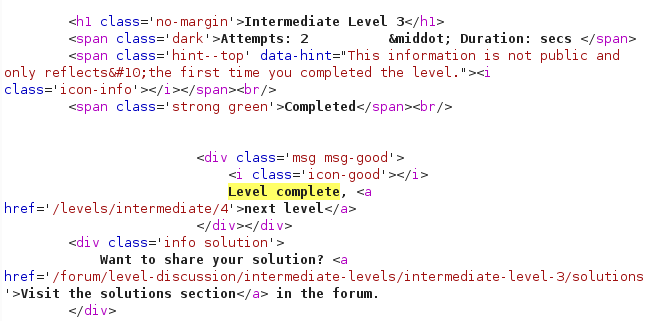 <h1 class='no-margin'>Intermediate Level 3</h1>
<span class='dark'>Attempts: 2          &middot; Duration: secs </span>
<span class='hint--top' data-hint="This information is not public and
only reflects&#10;the first time you completed the level."><i
class='icon-info'></i></span><br/>
<span class='strong green'>Completed</span><br/>
<div class='msg msg-good'>
<i class='icon-good'></i>
Level complete, <a
href='/levels/intermediate/4'>next level</a>
</div></div>
<div class='info solution'>
Want to share your solution? <a
href='/forum/level-discussion/intermediate-levels/intermediate-level-3/solutions
'>Visit the solutions section</a> in the forum.
</div>